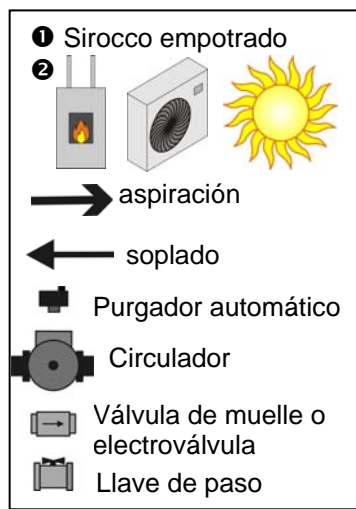 ❶ Sirocco empotrado
❷
aspiración
soplado
Purgador automático
Circulador
Válvula de muelle o
electroválvula
Llave de paso